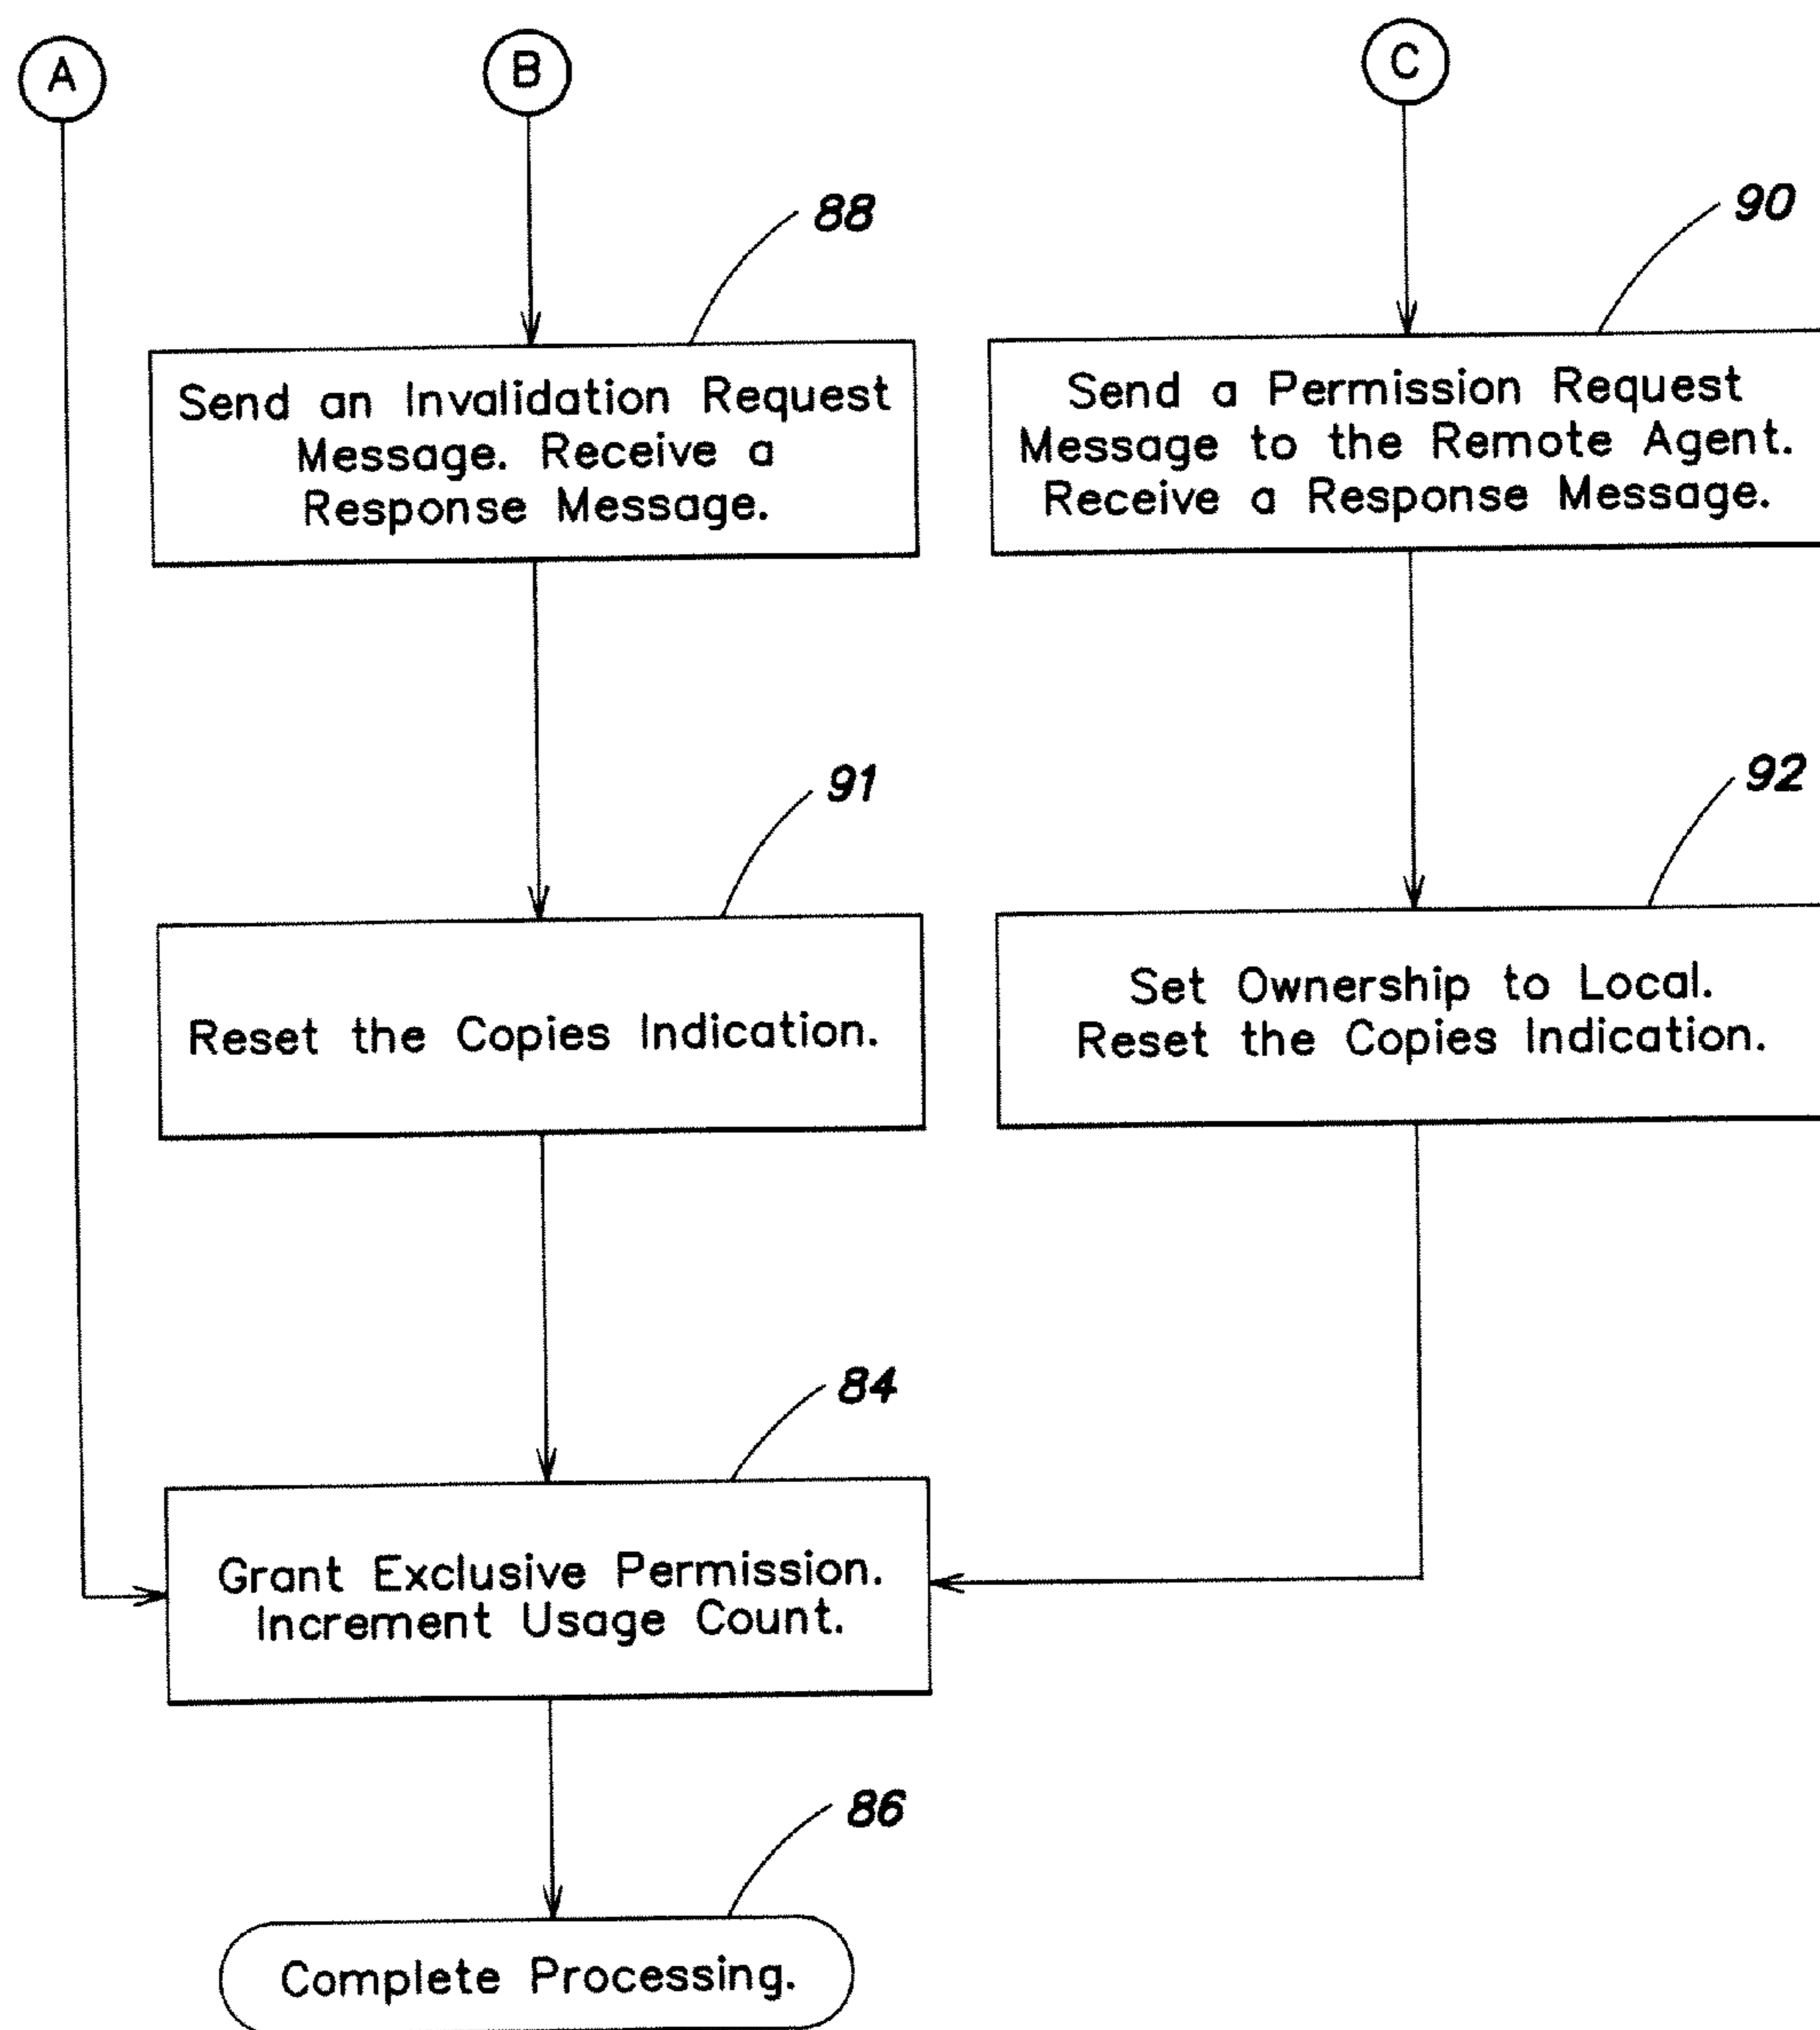 A
B
C
88
90
Send an Invalidation Request
Message. Receive a
Response Message.
Send a Permission Request
Message to the Remote Agent.
Receive a Response Message.
91
92
Reset the Copies Indication.
Set Ownership to Local.
Reset the Copies Indication.
84
Grant Exclusive Permission.
Increment Usage Count.
86
Complete Processing.